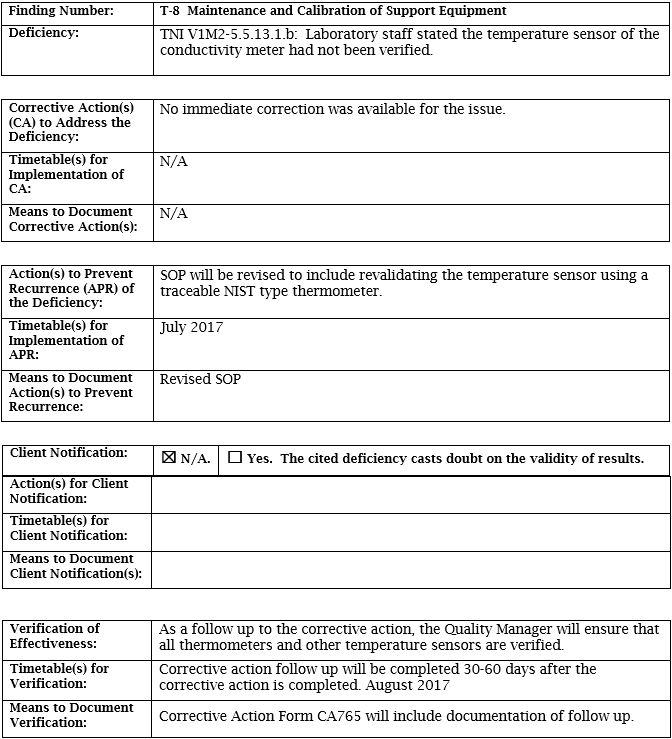 Finding Number: T-8 Maintenance and Calibration of Support Equipment
Deficiency: TNI V1M2-5.5.13.1.b: Laboratory staff stated the temperature sensor of the
conductivity meter had not been verified.
Corrective Action(s) No immediate correction was available for the issue.
(CA) to Address the
Deficiency:
Timetable(s) for N/A
Implementation of
CA:
Means to Document N/A
Corrective Action(s):
Action(s) to Prevent SOP will be revised to include revalidating the temperature sensor using a
Recurrence (APR) of traceable NIST type thermometer.
the Deficiency:
Timetable(s) for July 2017
Implementation of
APR:
Means to Document Revised SOP
Action(s) to Prevent
Recurrence:
Client Notification: ☒ N/A. ☐ Yes. The cited deficiency casts doubt on the validity of results.
Action(s) for Client
Notification:
Timetable(s) for
Client Notification:
Means to Document
Client Notification(s):
Verification of As a follow up to the corrective action, the Quality Manager will ensure that
Effectiveness: all thermometers and other temperature sensors are verified.
Timetable(s) for Corrective action follow up will be completed 30-60 days after the
Verification: corrective action is completed. August 2017
Means to Document Corrective Action Form CA765 will include documentation of follow up.
Verification: